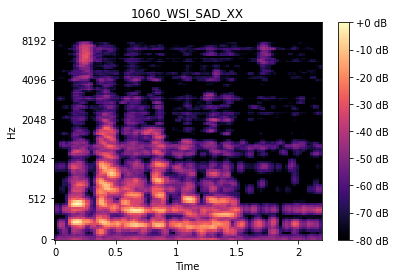 1060_WSI_SAD_XX
+0 dB
8192
-10 dB
4096
-20 dB
-30 dB
2048
Hz
-40 dB
1024
-50 dB
512
-60 dB
-70 dB
0
-80 dB
0 0.5 1 1.5 2
Time